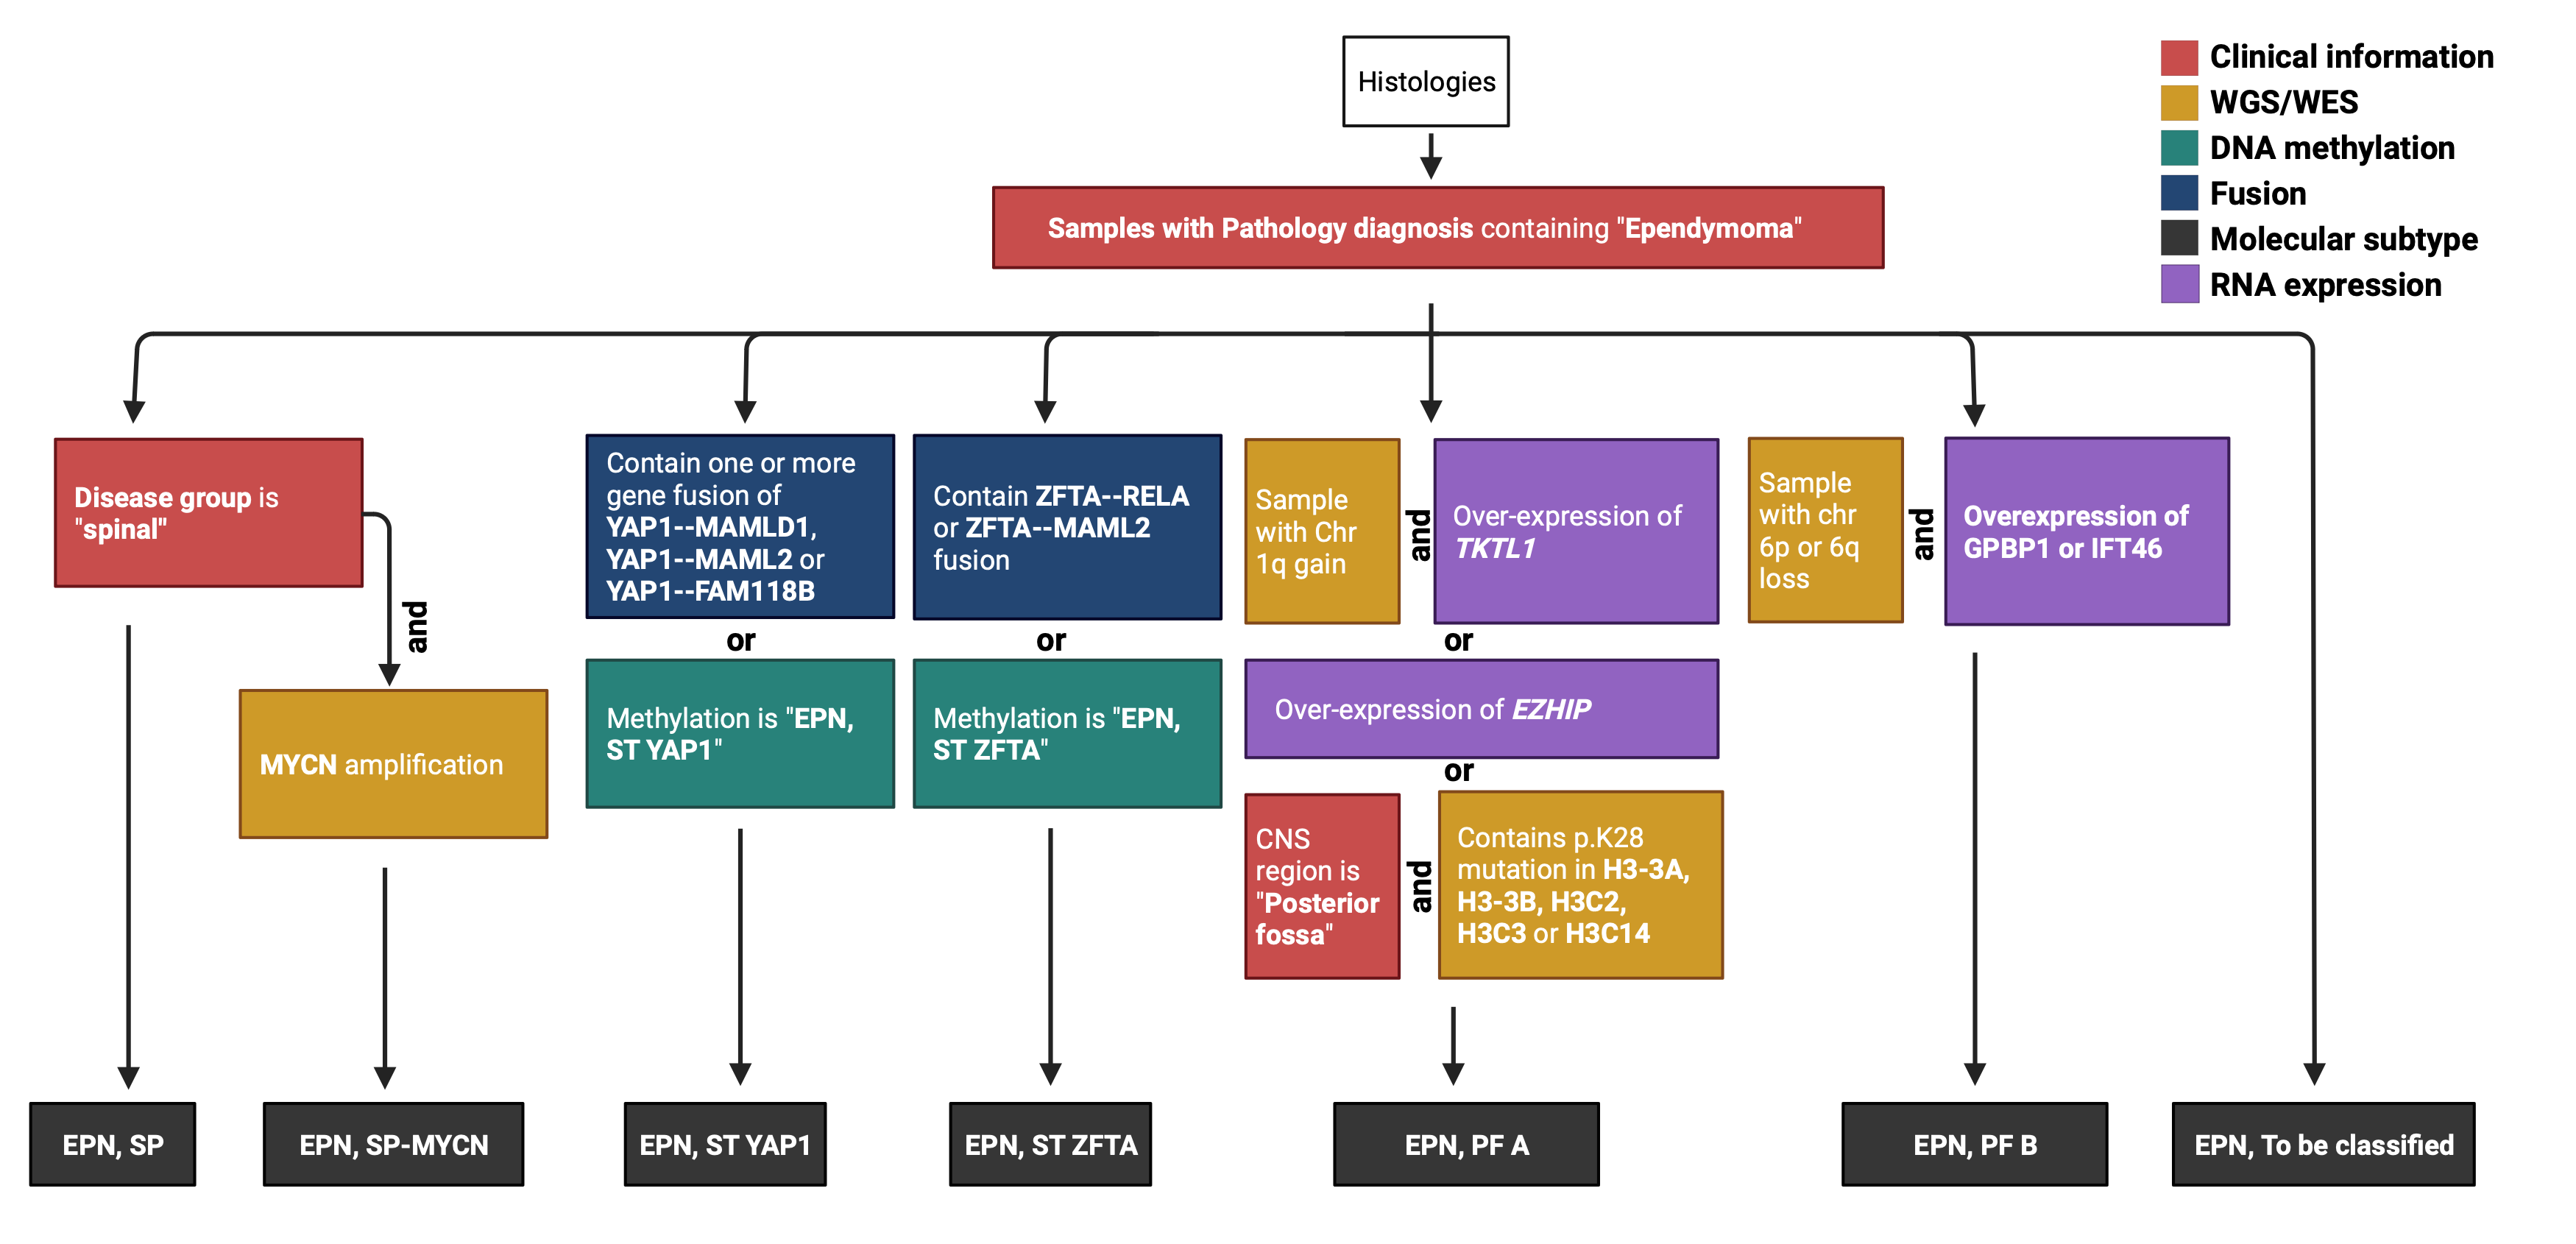 Histologies
Clinical information
WGS/WES
DNA methylation
Fusion
Molecular subtype
RNA expression
Samples with Pathology diagnosis containing "Ependymoma"
Disease group is
"spinal"
and
MYCN amplification
Contain one or more
gene fusion of
YAP1--MAMLD1,
YAP1--MAML2 or
YAP1--FAM118B
or
Methylation is "EPN,
ST YAP1"
Contain ZFTA--RELA
or ZFTA--MAML2
fusion
or
Methylation is "EPN,
ST ZFTA"
Sample
with Chr
1q gain
and
Over-expression of
TKTL1
or
Over-expression of EZHIP
or
CNS
region is
"Posterior
fossa"
and
Contains p.K28
mutation in H3-3A,
H3-3B, H3C2,
H3C3 or H3C14
Sample
with chr
6p or 6q
loss
and
Overexpression of
GPBP1 or IFT46
EPN, SP
EPN, SP-MYCN
EPN, ST YAP1
EPN, ST ZFTA
EPN, PF A
EPN, PF B
EPN, To be classified